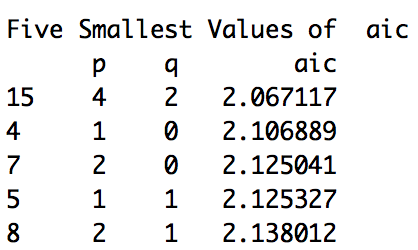 Five Smallest Values of  aic
p q aic
15 4 2 2.067117
4 1 0 2.106889
7 2 0 2.125041
5 1 1 2.125327
8 2 1 2.138012